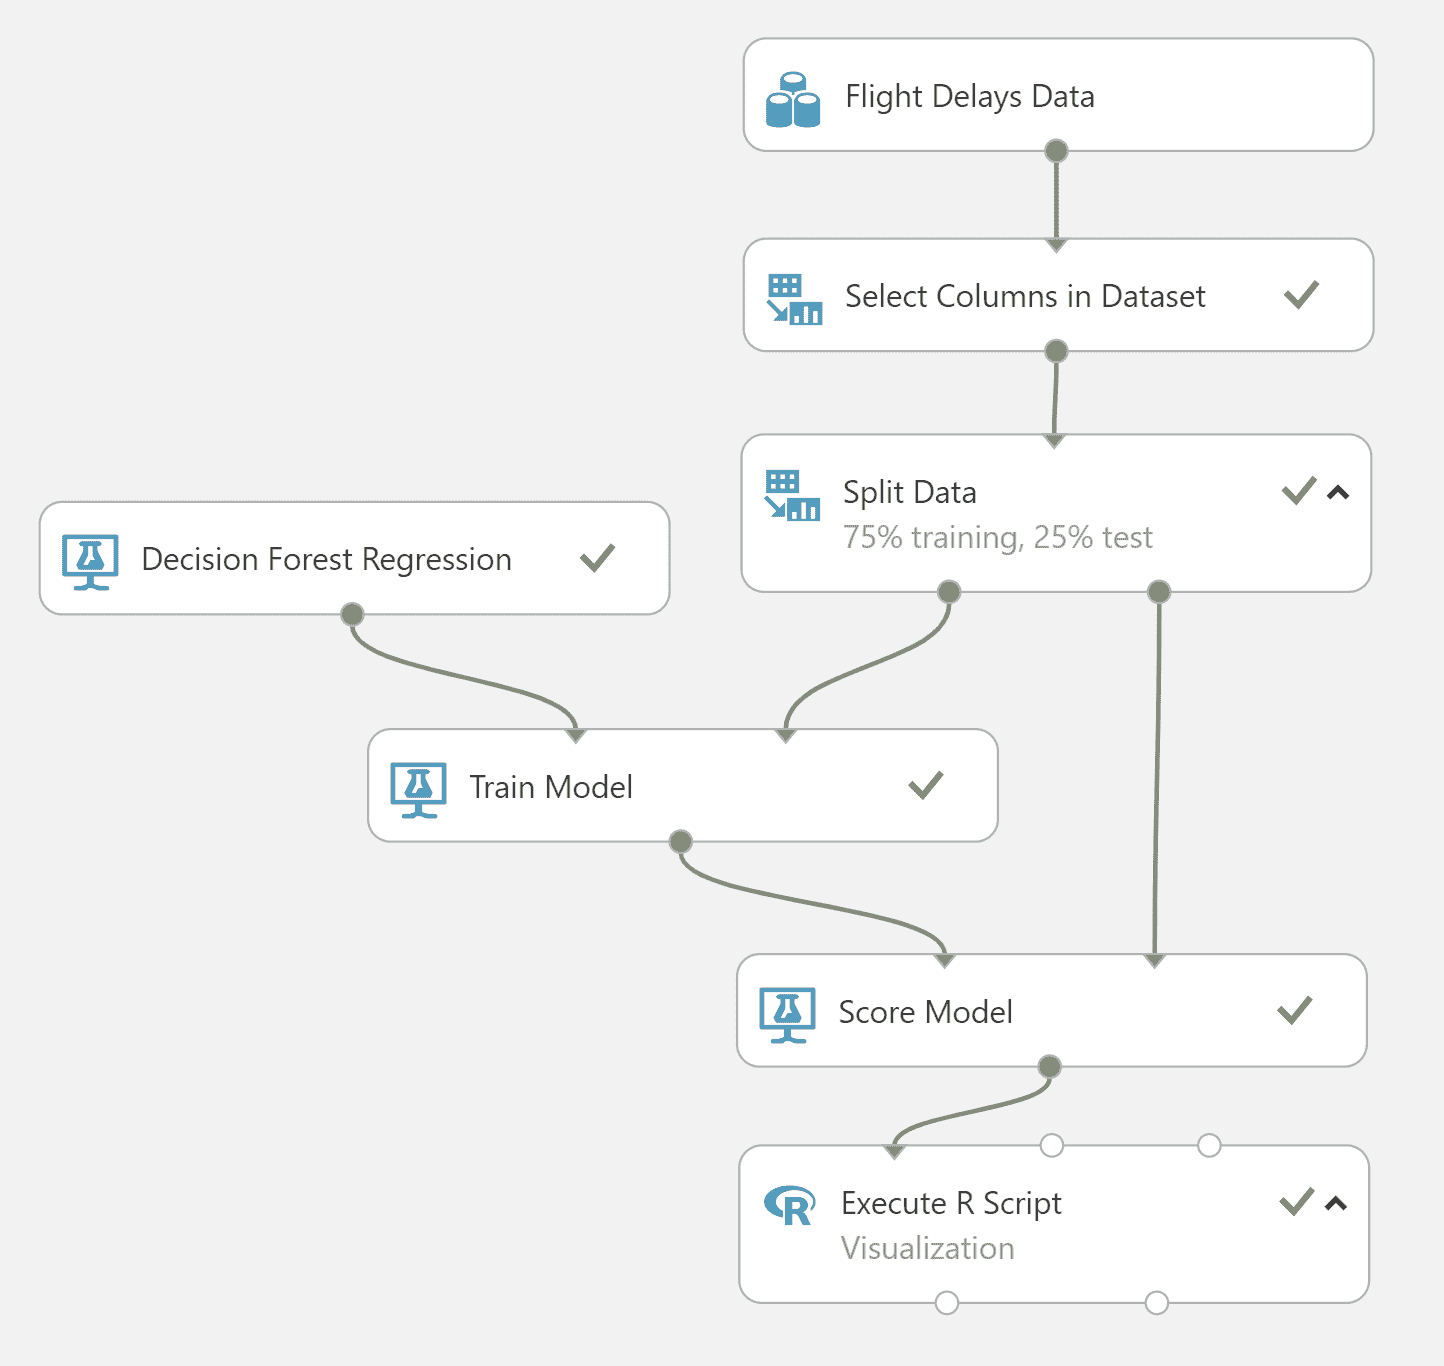 Flight Delays Data
Select Columns in Dataset
Split Data
75% training, 25% test
Decision Forest Regression
Train Model
Score Model
Execute R Script
Visualization